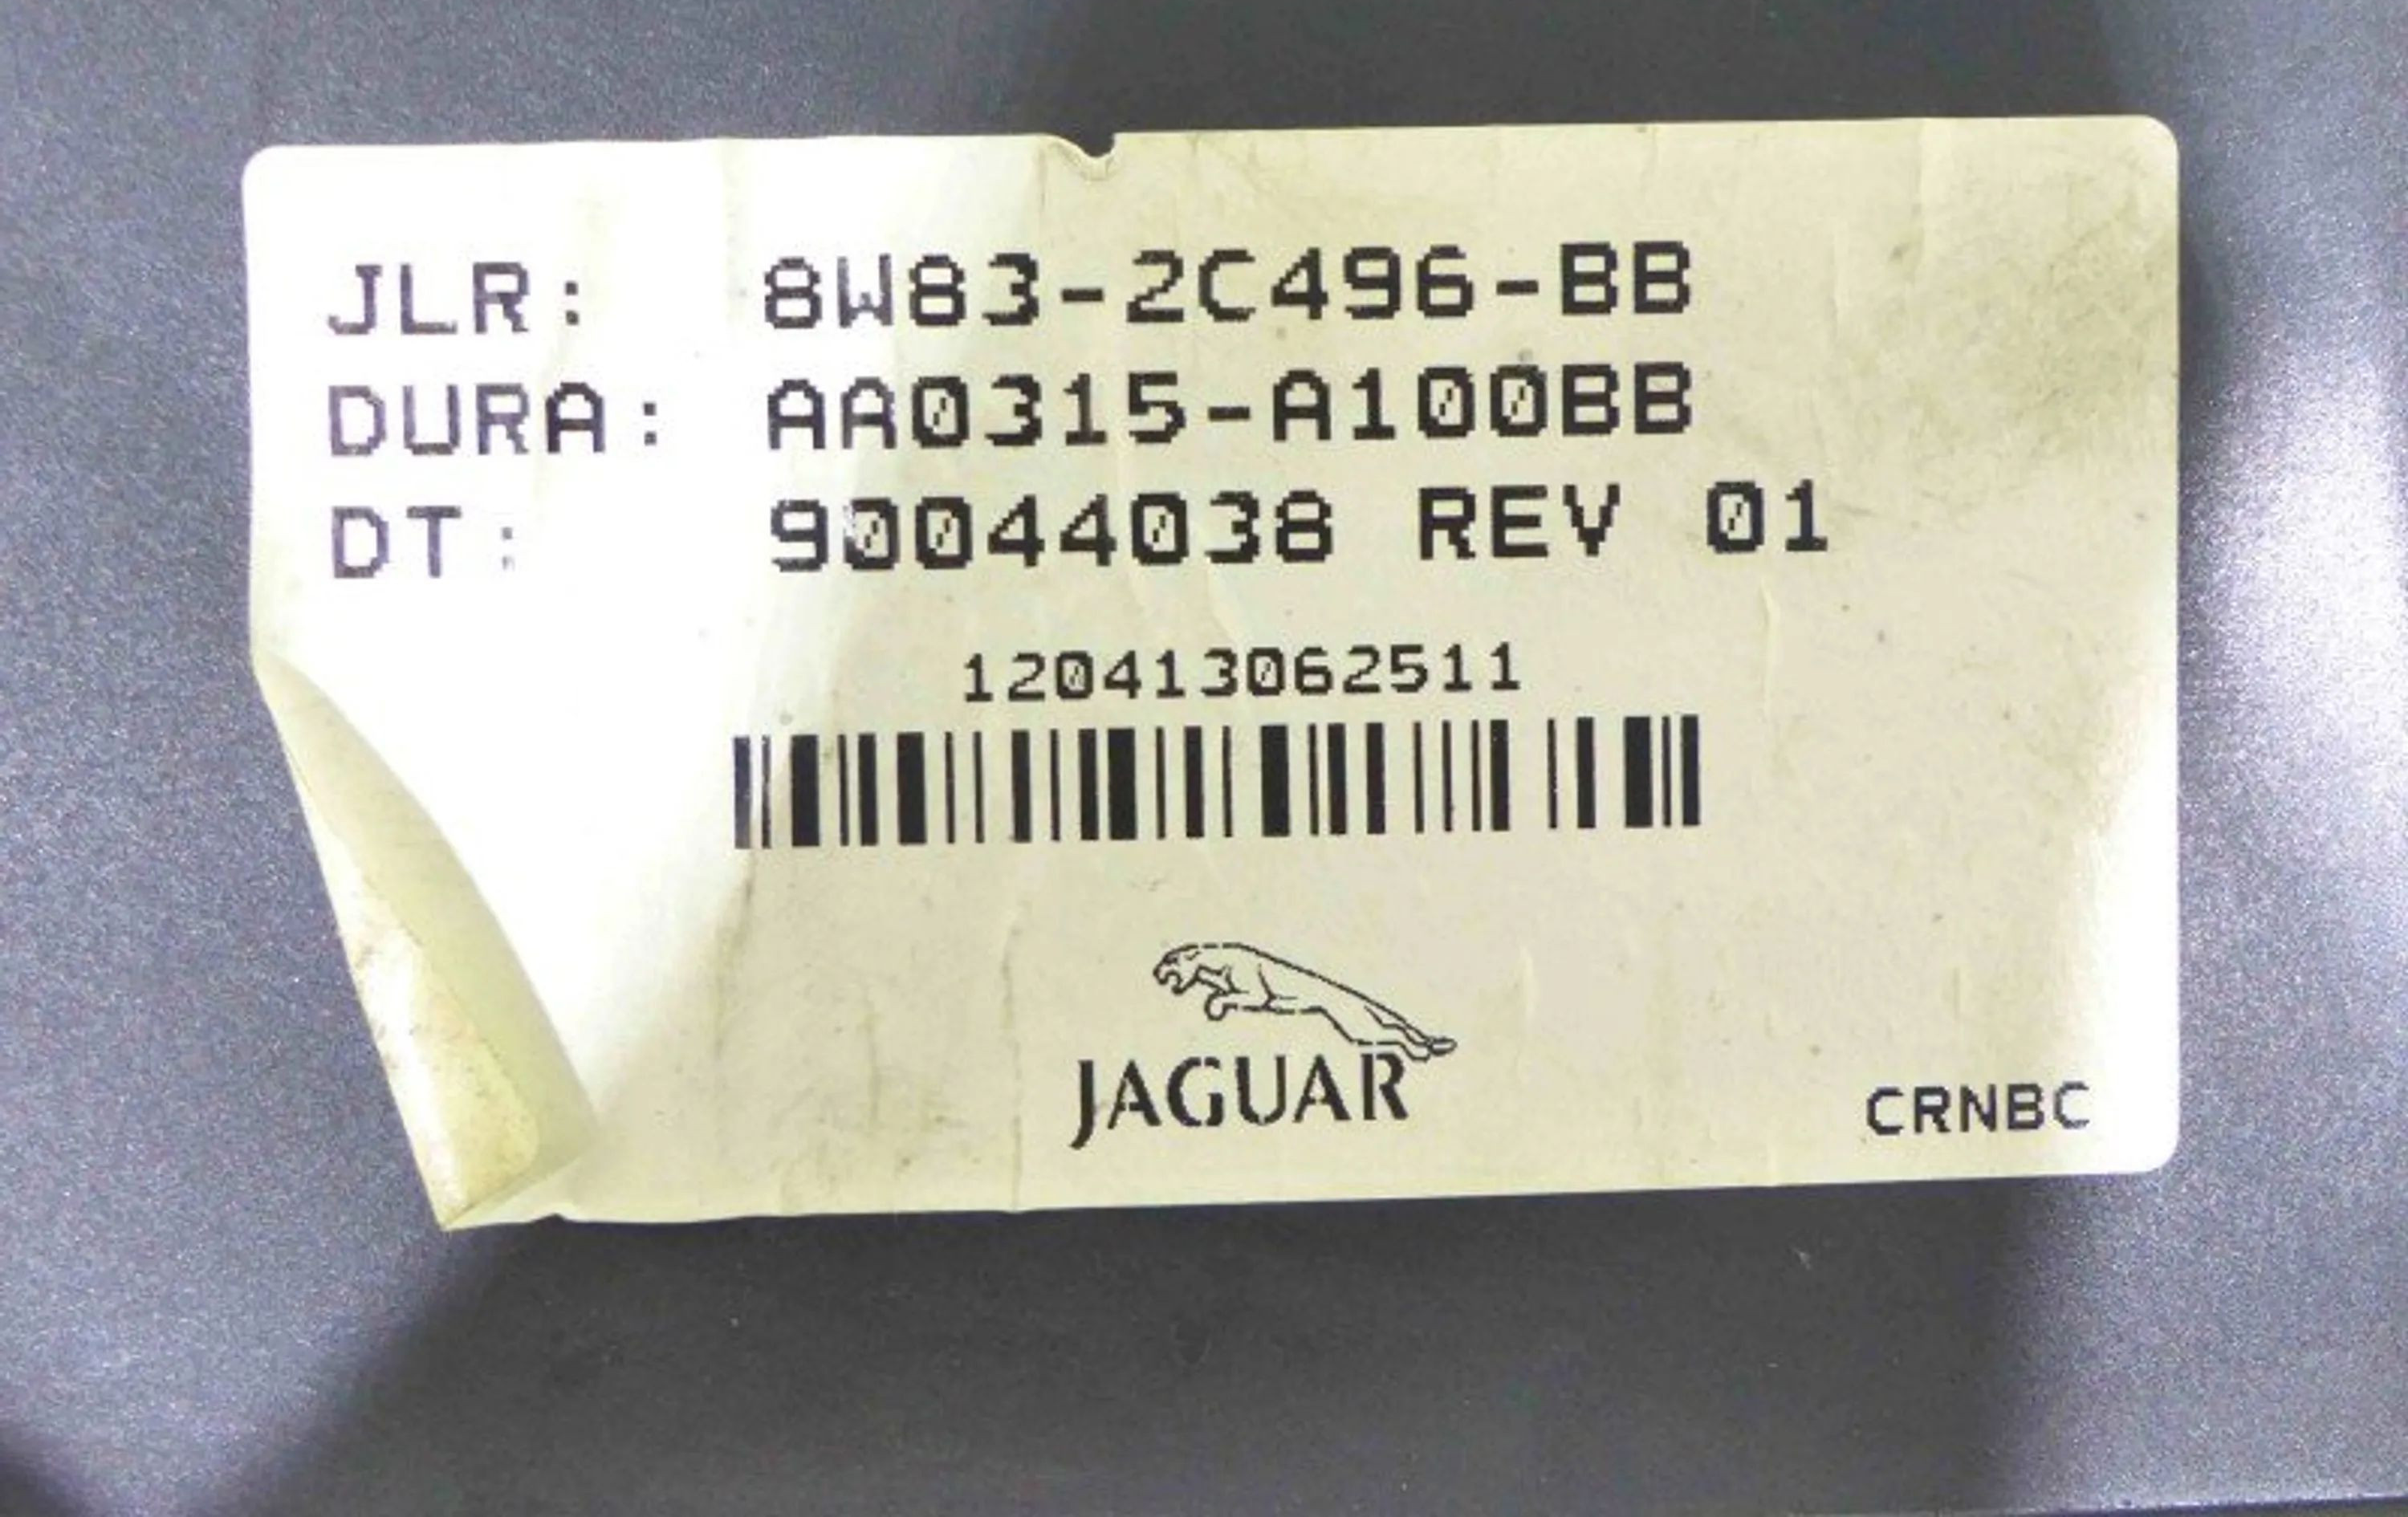 JLR: 8W83-2C496-BB
DURA: AA0315-A100BB
DT: 90044038 REV 01
120413062511
JAGUAR
CRNBC